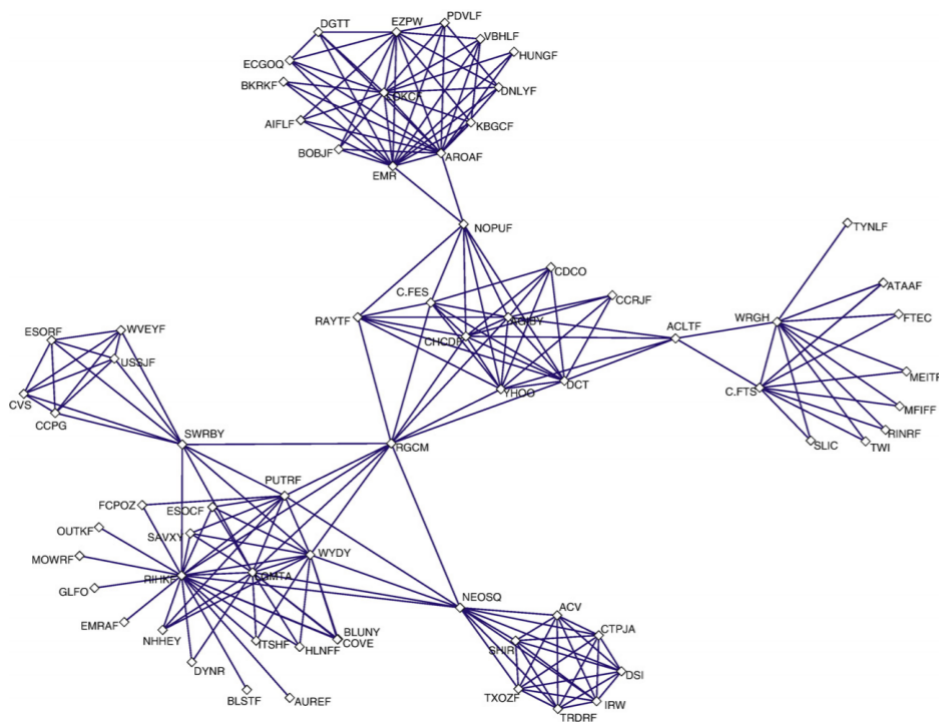 PDVLF
DGTT
EZPW
VBHLF
HUNGF
ECGOQ
BKRKF
DNLYF
AIFLF
KBGCF
BOBJF
AROAF
EMR
NOPUF
TYNLF
CDCO
C.FES
ATAAF
CCRJF
RAYTF
WRGH
FTEC
ACLTF
ESORF
WVEYF
CHCDF
USBJF
MEITF
DCT
C.FTS
YHOO
CVS
MFIFF
CCPG
RINRF
SWRBY
SLIC
TWI
RGCM
PUTRF
FCPOZ
ESOCF
OUTKF
SAVXY
WYDY
MOWRF
RIHKF
GLFO
NEOSQ
ACV
EMRAF
CTPJA
BLUNY
NHHEY
ITSHF
COVE
SHIR
HLNFF
DYNR
DSI
TXOZF
BLSTF
AUREF
IRW
TRDRF